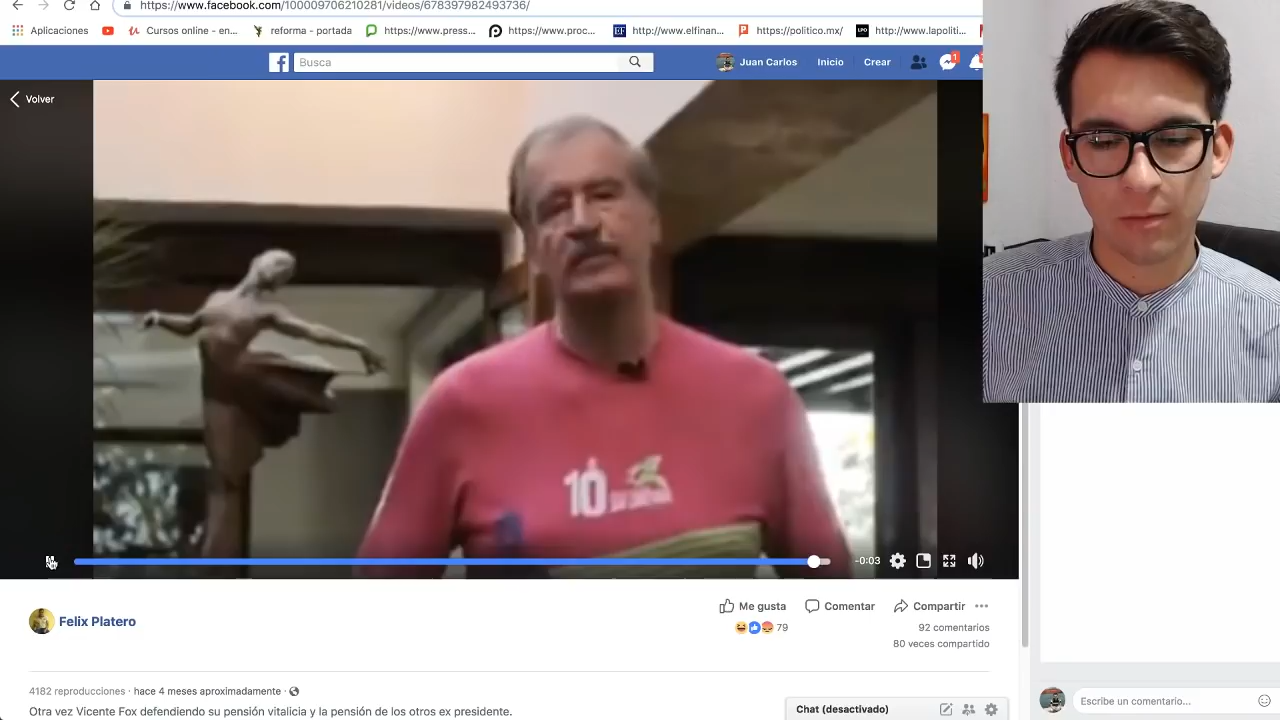 https://www.facebook.com/100009706210281/videos/678397982493736/
Aplicaciones
Cursos online - en...
reforma - portada
https://www.press...
https://www.proc...
EF http://www.elfinan...
P https://politico.mx/
LPO http://www.lapoliti...
f Busca
Juan Carlos
Inicio
Crear
1
Volver
10
-0:03
Felix Platero
Me gusta
Comentar
Compartir
79
92 comentarios
80 veces compartido
4182 reproducciones · hace 4 meses aproximadamente ·
Otra vez Vicente Fox defendiendo su pensión vitalicia y la pensión de los otros ex presidente.
Chat (desactivado)
Escribe un comentario...